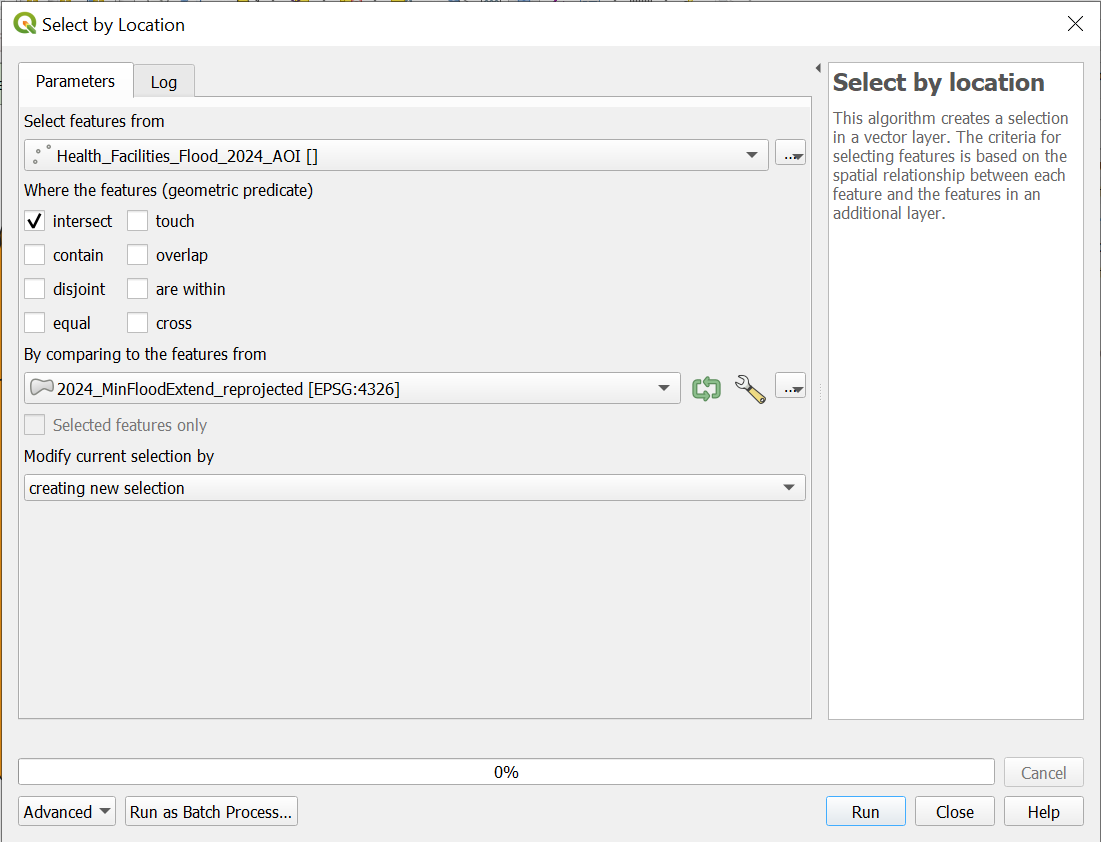 Select by Location
Parameters
Log
Select features from
Health_Facilities_Flood_2024_AOI []
...
Where the features (geometric predicate)
intersect
touch
contain
overlap
disjoint
are within
equal
cross
By comparing to the features from
2024_MinFloodExtend_reprojected [EPSG:4326]
...
Selected features only
Modify current selection by
creating new selection
Select by location
This algorithm creates a selection
in a vector layer. The criteria for
selecting features is based on the
spatial relationship between each
feature and the features in an
additional layer.
0%
Cancel
Advanced
Run as Batch Process...
Run
Close
Help